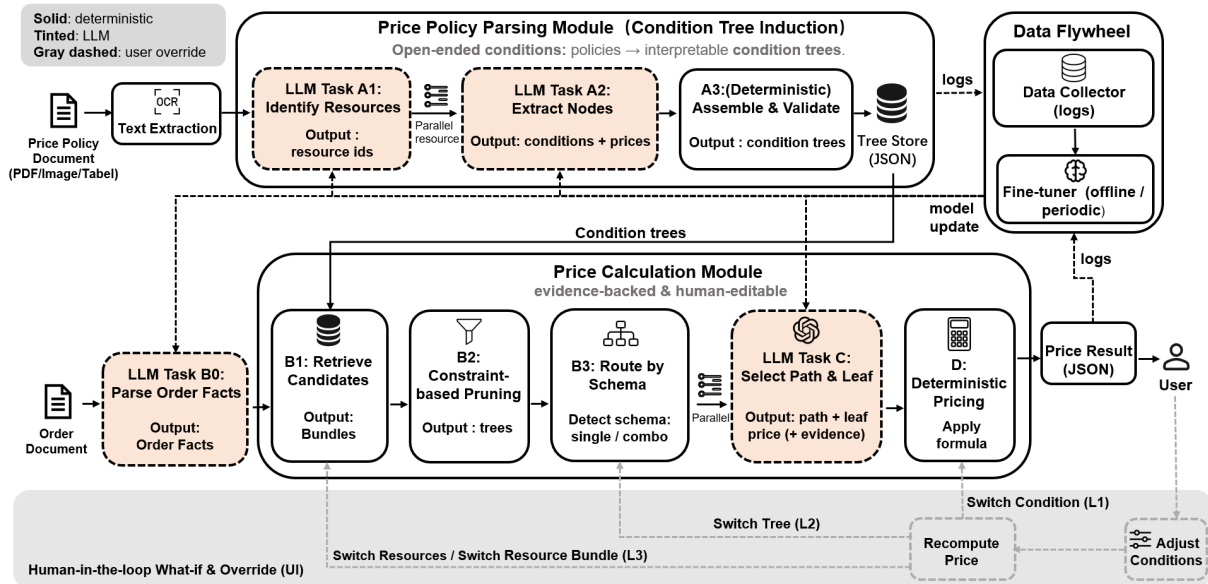 Solid: deterministic
Tinted: LLM
Gray dashed: user override
Price Policy Parsing Module（Condition Tree Induction)
Open-ended conditions: policies → interpretable condition trees.
Data Flywheel
Price Policy
Document
(PDF/Image/Tabel)
OCR
Text Extraction
LLM Task A1:
Identify Resources
Output :
resource ids
Parallel
resource
LLM Task A2:
Extract Nodes
Output: conditions + prices
A3:(Deterministic)
Assemble & Validate
Output : condition trees
Tree Store
(JSON)
logs
Data Collector
(logs)
Fine-tuner（offline /
periodic）
model
update
Condition trees
logs
Price Calculation Module
evidence-backed & human-editable
Order
Document
LLM Task B0:
Parse Order Facts
Output:
Order Facts
B1: Retrieve
Candidates
Output:
Bundles
B2:
Constraint-
based Pruning
Output : trees
B3: Route by
Schema
Detect schema:
single / combo
Parallel
LLM Task C:
Select Path & Leaf
Output: path + leaf
price (+ evidence)
D:
Deterministic
Pricing
Apply
formula
Price Result
(JSON)
User
Switch Condition (L1)
Switch Tree (L2)
Switch Resources / Switch Resource Bundle (L3)
Recompute
Price
Adjust
Conditions
Human-in-the-loop What-if & Override (UI)